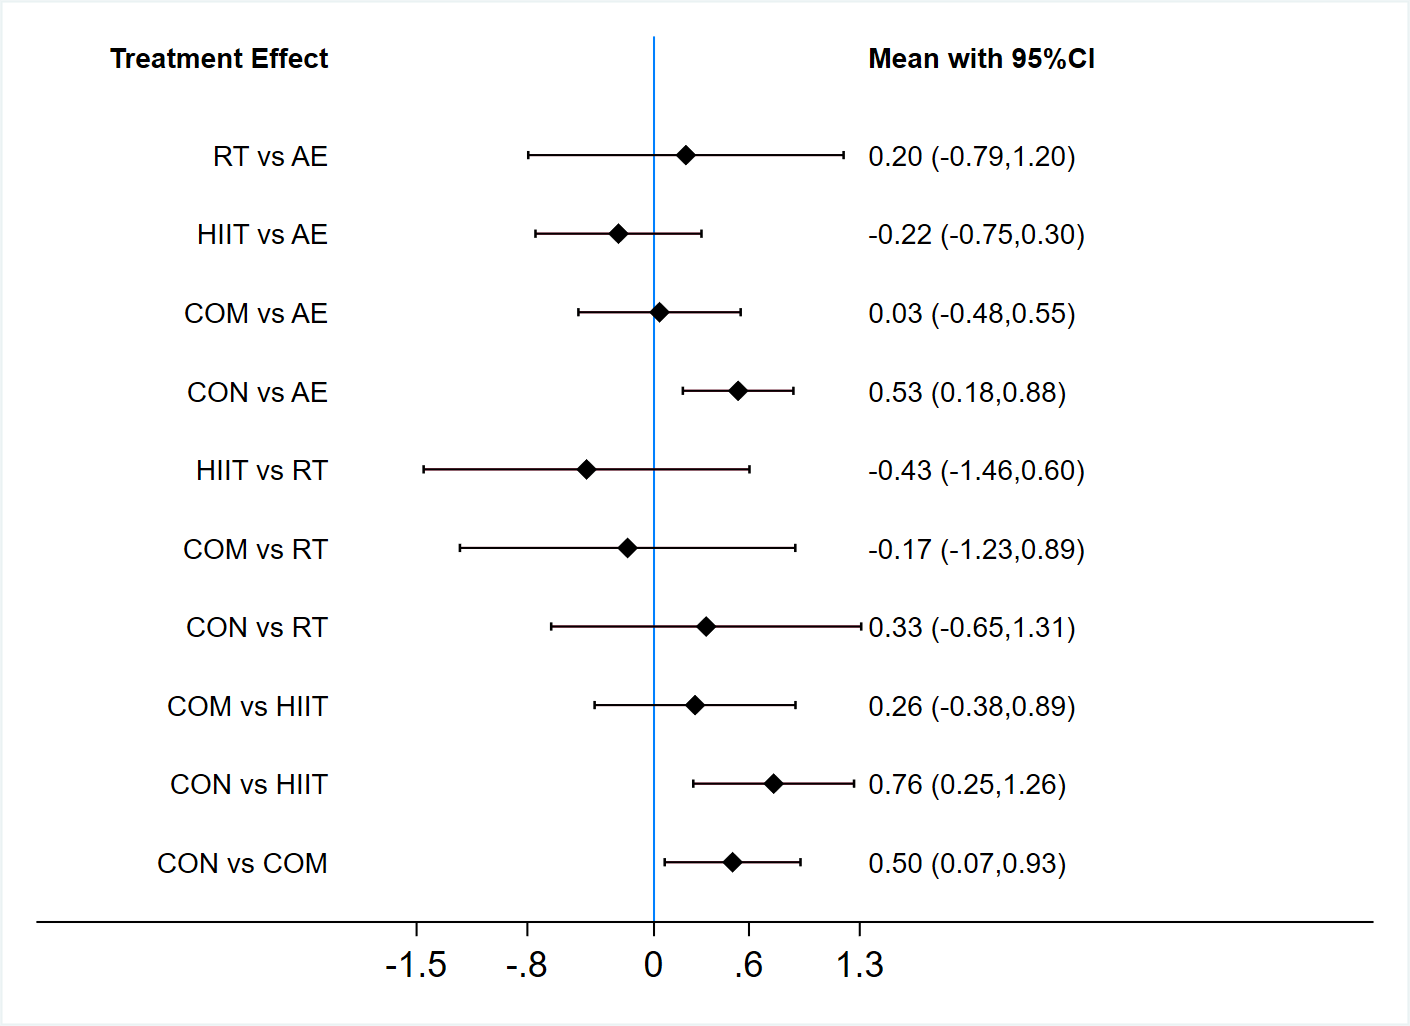 Treatment Effect Mean with 95%CI
RT vs AE 0.20 (-0.79,1.20)
HIIT vs AE -0.22 (-0.75,0.30)
COM vs AE 0.03 (-0.48,0.55)
CON vs AE 0.53 (0.18,0.88)
HIIT vs RT -0.43 (-1.46,0.60)
COM vs RT -0.17 (-1.23,0.89)
CON vs RT 0.33 (-0.65,1.31)
COM vs HIIT 0.26 (-0.38,0.89)
CON vs HIIT 0.76 (0.25,1.26)
CON vs COM 0.50 (0.07,0.93)
-1.5 -.8 0 .6 1.3